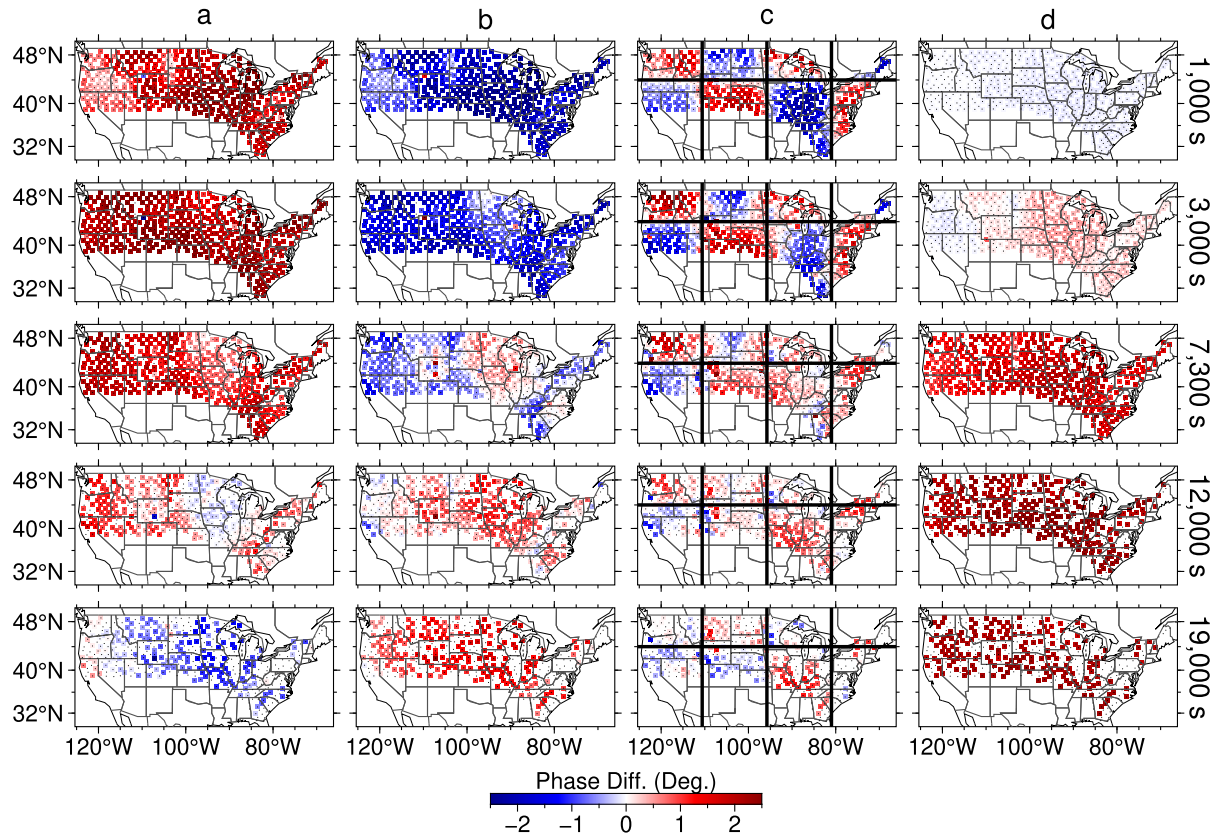 a b c d
48°N
40°N
32°N
1,000 s
48°N
40°N
32°N
3,000 s
48°N
40°N
32°N
7,300 s
48°N
40°N
32°N
12,000 s
48°N
40°N
32°N
19,000 s
120°W 100°W 80°W 120°W 100°W 80°W 120°W 100°W 80°W 120°W 100°W 80°W
Phase Diff. (Deg.)
−2 −1 0 1 2